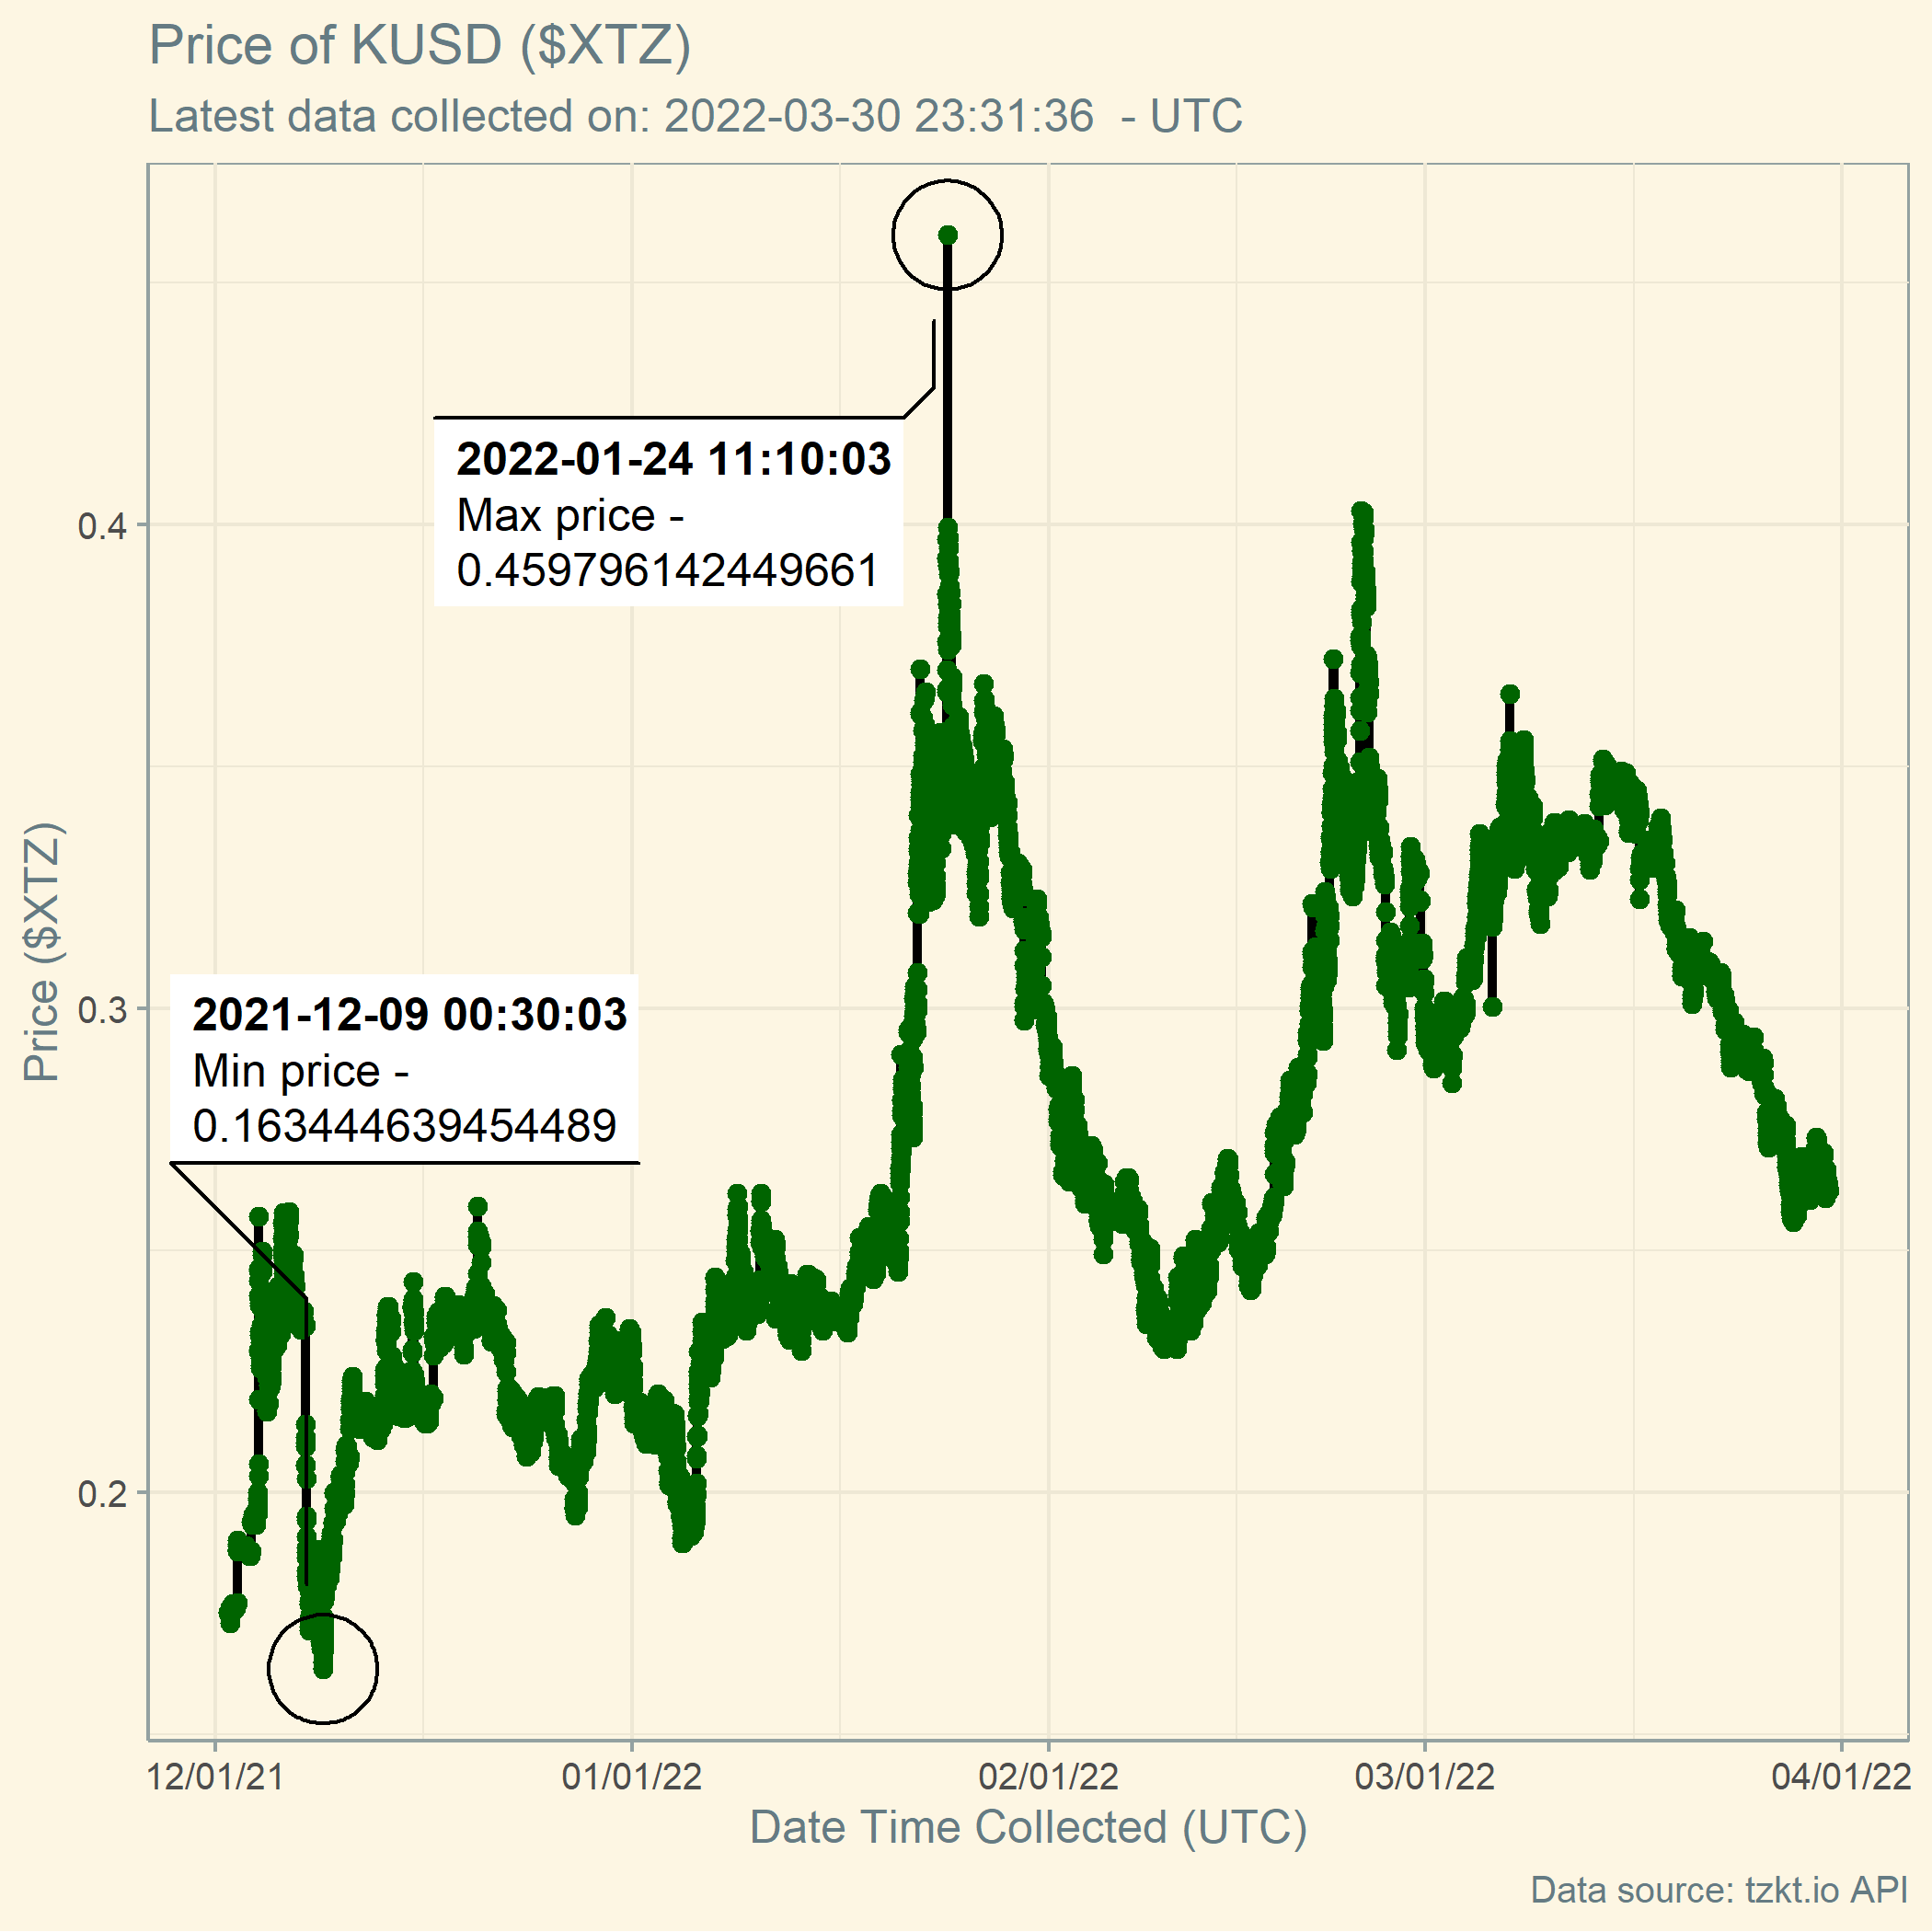 Price of KUSD ($XTZ)
Latest data collected on: 2022-03-30 23:31:36  - UTC
2022-01-24 11:10:03
Max price -
0.459796142449661
2021-12-09 00:30:03
Min price -
0.163444639454489
Price ($XTZ)
0.4
0.3
0.2
12/01/21
01/01/22
02/01/22
03/01/22
04/01/22
Date Time Collected (UTC)
Data source: tzkt.io API